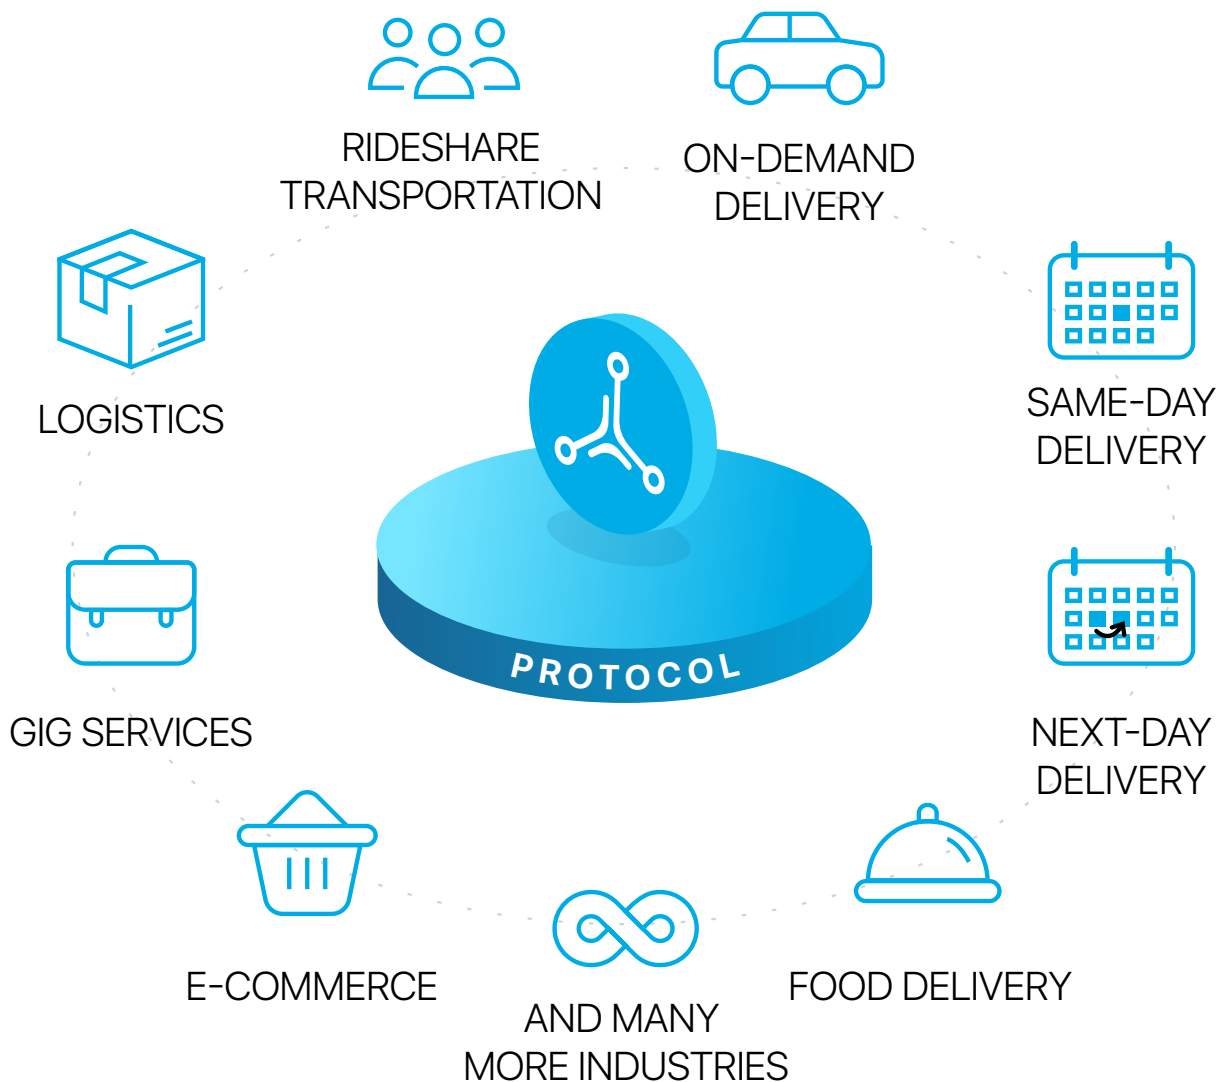 RIDESHARE
TRANSPORTATION
ON-DEMAND
DELIVERY
LOGISTICS
SAME-DAY
DELIVERY
PROTOCOL
GIG SERVICES
NEXT-DAY
DELIVERY
E-COMMERCE
AND MANY
MORE INDUSTRIES
FOOD DELIVERY